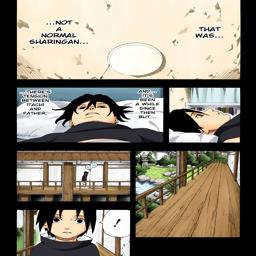 THAT
WAS...
...NOT
A
NORMAL
SHARINGAN...
AND...
IT'S
BEEN
A WHILE
SINCE
THEN
BUT...
...THERE'S
TENSION
BETWEEN
ITACHI
AND
FATHER.
!